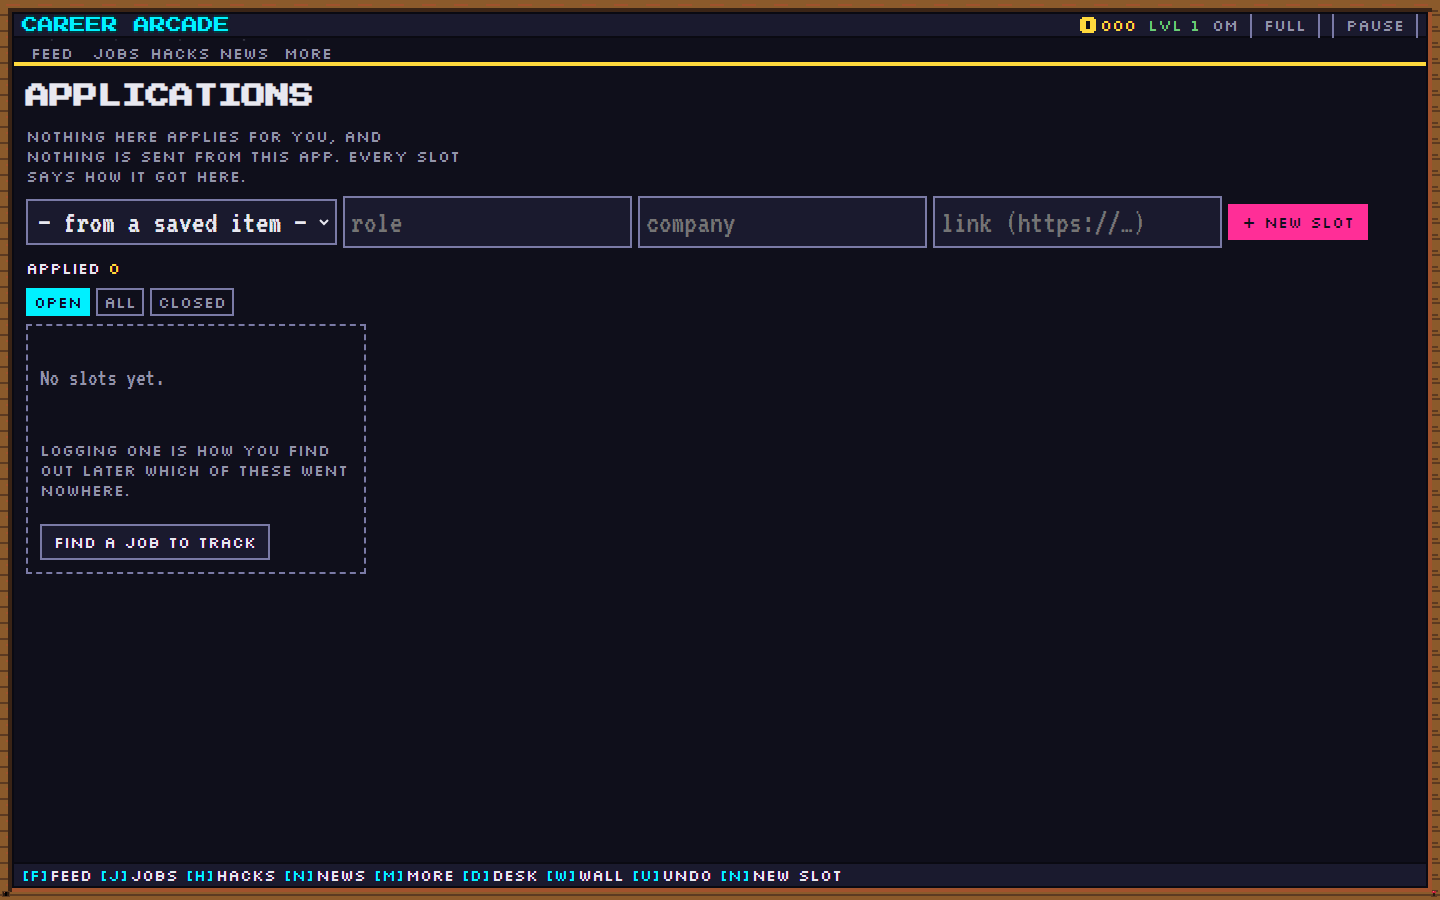 CAREER ARCADE
000 LVL 1 0M FULL PAUSE
FEED JOBS HACKS NEWS MORE
APPLICATIONS
NOTHING HERE APPLIES FOR YOU, AND
NOTHING IS SENT FROM THIS APP. EVERY SLOT
SAYS HOW IT GOT HERE.
— from a saved item — role company link (https://…) + NEW SLOT
APPLIED 0
OPEN ALL CLOSED
No slots yet.
LOGGING ONE IS HOW YOU FIND
OUT LATER WHICH OF THESE WENT
NOWHERE.
FIND A JOB TO TRACK
[F]FEED [J]JOBS [H]HACKS [N]NEWS [M]MORE [D]DESK [W]WALL [U]UNDO [N]NEW SLOT